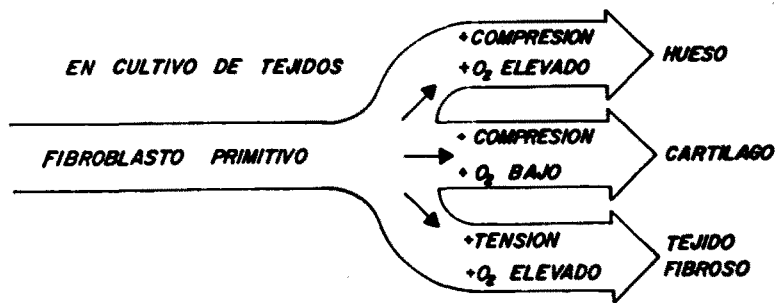 EN CULTIVO DE TEJIDOS
FIBROBLASTO PRIMITIVO
+COMPRESION
+O₂ ELEVADO
HUESO
+ COMPRESION
+ O₂ BAJO
CARTILAGO
+TENSION
+O₂ ELEVADO
TEJIDO
FIBROSO